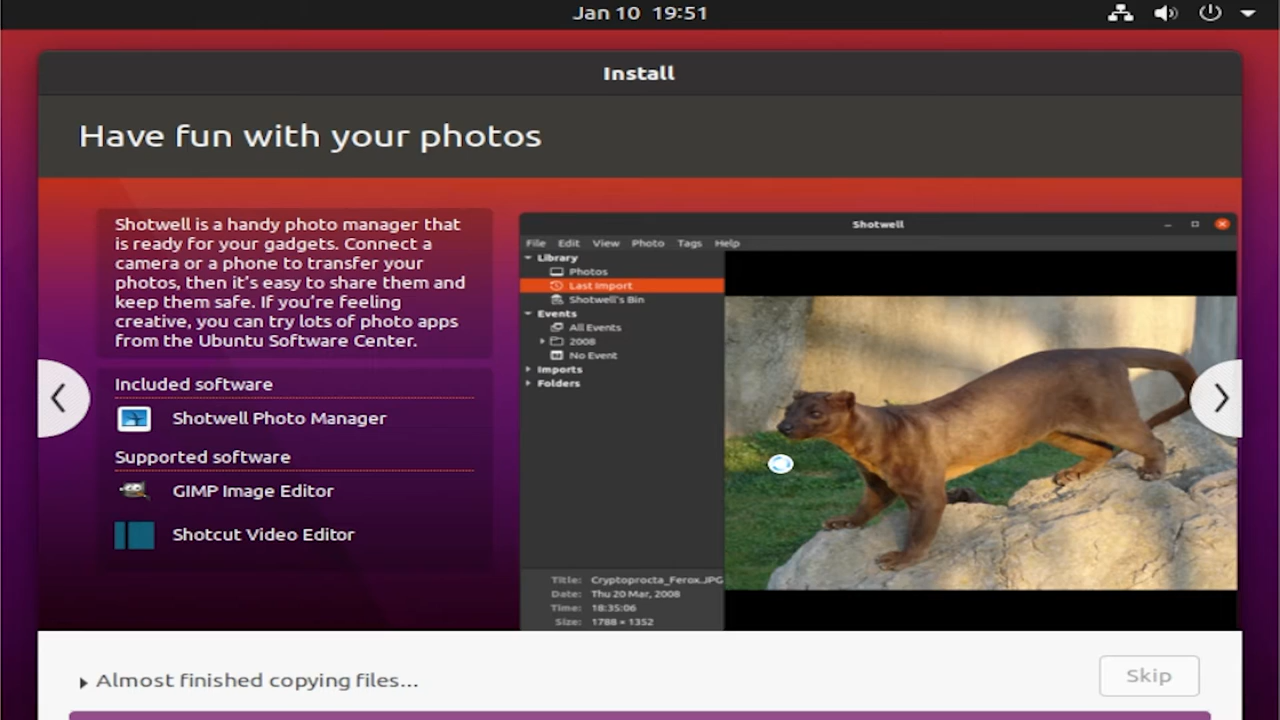 Jan 10 19:51
Install
Have fun with your photos
Shotwell is a handy photo manager that
is ready for your gadgets. Connect a
camera or a phone to transfer your
photos, then it's easy to share them and
keep them safe. If you're feeling
creative, you can try lots of photo apps
from the Ubuntu Software Center.
Included software
Shotwell Photo Manager
Supported software
GIMP Image Editor
Shotcut Video Editor
Shotwell
File Edit View Photo Tags Help
Library
Photos
Last Import
Shotwell's Bin
Events
All Events
2008
No Event
Imports
Folders
Title: Cryptoprocta_Ferox.JPG
Date: Thu 20 Mar, 2008
Time: 18:35:06
Size: 1788 × 1352
Almost finished copying files...
Skip